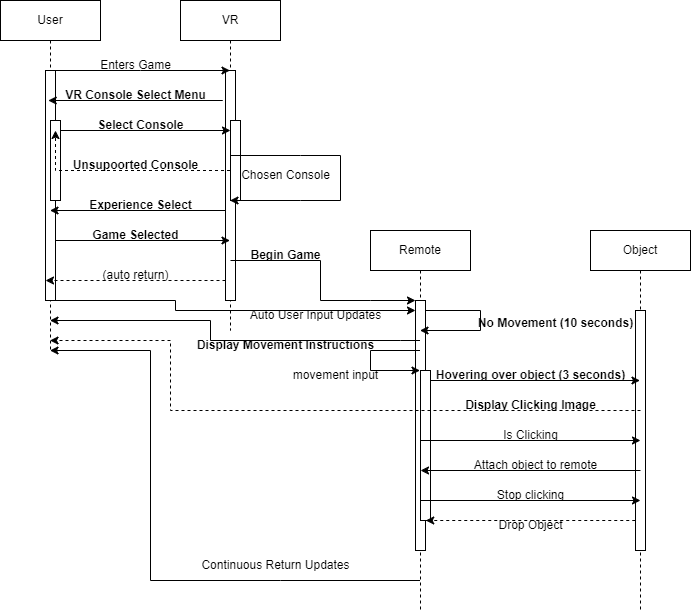 User
VR
Enters Game
VR Console Select Menu
Select Console
Unsupoorted Console
Chosen Console
Experience Select
Game Selected
Remote
Object
Begin Game
(auto return)
Auto User Input Updates
No Movement (10 seconds)
Display Movement Instructions
movement input
Hovering over object (3 seconds)
Display Clicking Image
Is Clicking
Attach object to remote
Stop clicking
Drop Object
Continuous Return Updates